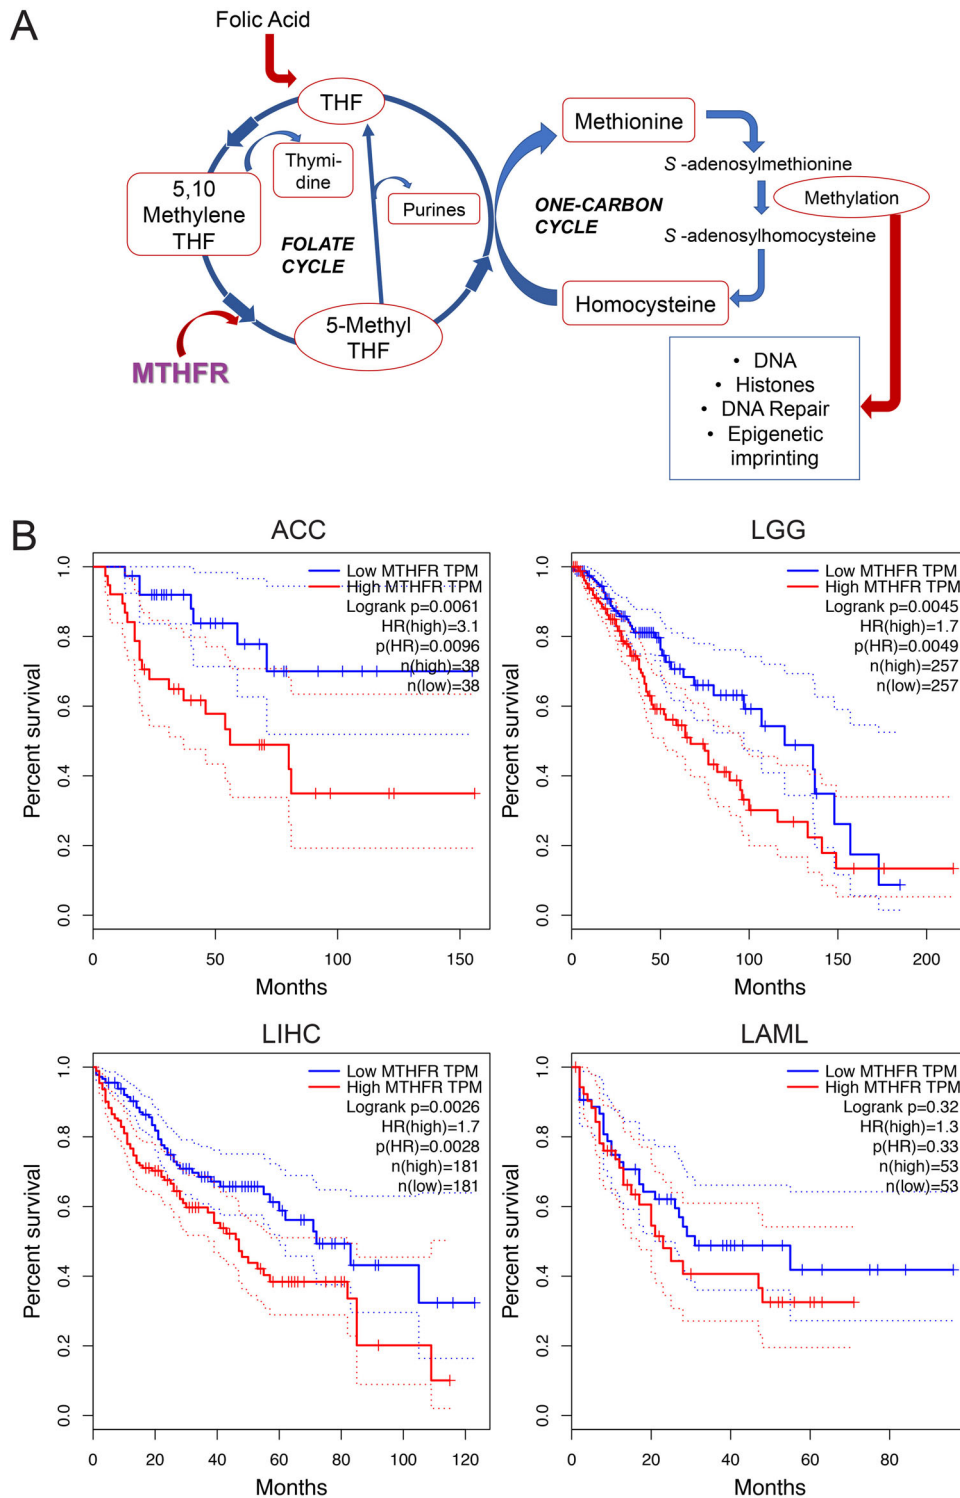 A
Folic Acid
THF
Thymi-
dine
5,10
Methylene
THF
Purines
FOLATE
CYCLE
5-Methyl
THF
MTHFR
Methionine
S -adenosylmethionine
ONE-CARBON
CYCLE
Methylation
S -adenosylhomocysteine
Homocysteine
• DNA
• Histones
• DNA Repair
• Epigenetic
imprinting
B
ACC
Percent survival
1.0
0.8
0.6
0.4
0.2
0.0
Low MTHFR TPM
High MTHFR TPM
Logrank p=0.0061
HR(high)=3.1
p(HR)=0.0096
n(high)=38
n(low)=38
0 50 100 150
Months
LGG
Percent survival
1.0
0.8
0.6
0.4
0.2
0.0
Low MTHFR TPM
High MTHFR TPM
Logrank p=0.0045
HR(high)=1.7
p(HR)=0.0049
n(high)=257
n(low)=257
0 50 100 150 200
Months
LIHC
Percent survival
1.0
0.8
0.6
0.4
0.2
0.0
Low MTHFR TPM
High MTHFR TPM
Logrank p=0.0026
HR(high)=1.7
p(HR)=0.0028
n(high)=181
n(low)=181
0 20 40 60 80 100 120
Months
LAML
Percent survival
1.0
0.8
0.6
0.4
0.2
0.0
Low MTHFR TPM
High MTHFR TPM
Logrank p=0.32
HR(high)=1.3
p(HR)=0.33
n(high)=53
n(low)=53
0 20 40 60 80
Months